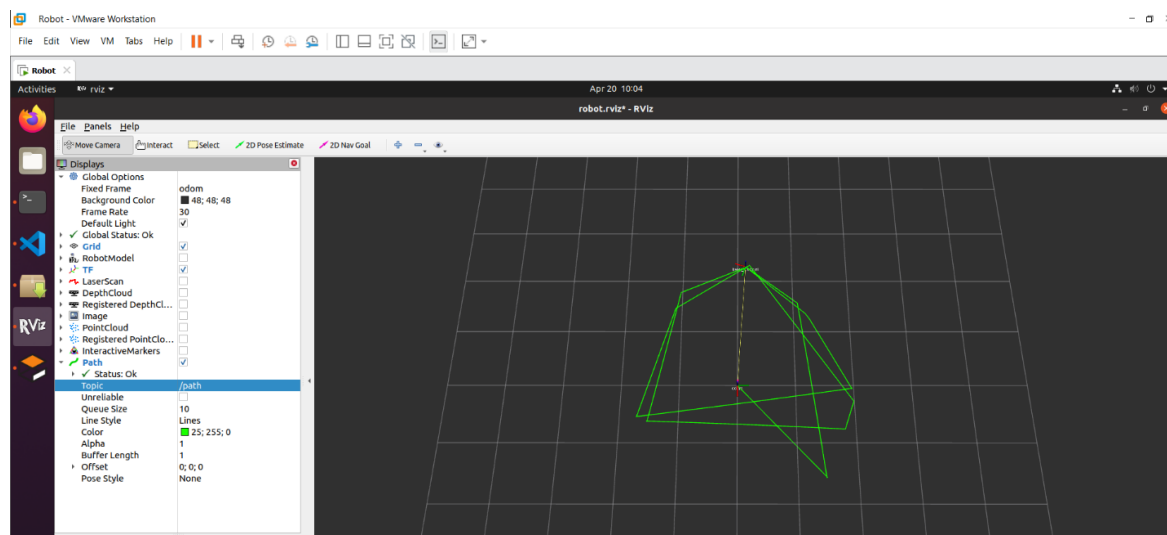 Robot - VMware Workstation
File Edit View VM Tabs Help
Robot
Activities rviz Apr 20 10:04
robot.rviz* - RViz
File Panels Help
Move Camera Interact Select 2D Pose Estimate 2D Nav Goal
Displays
Global Options
Fixed Frame odom
Background Color 48; 48; 48
Frame Rate 30
Default Light
Global Status: Ok
Grid
RobotModel
TF
LaserScan
DepthCloud
Registered DepthCl...
Image
PointCloud
Registered PointClo...
InteractiveMarkers
Path
Status: Ok
Topic /path
Unreliable
Queue Size 10
Line Style Lines
Color 25; 255; 0
Alpha 1
Buffer Length 1
Offset 0; 0; 0
Pose Style None
RViz